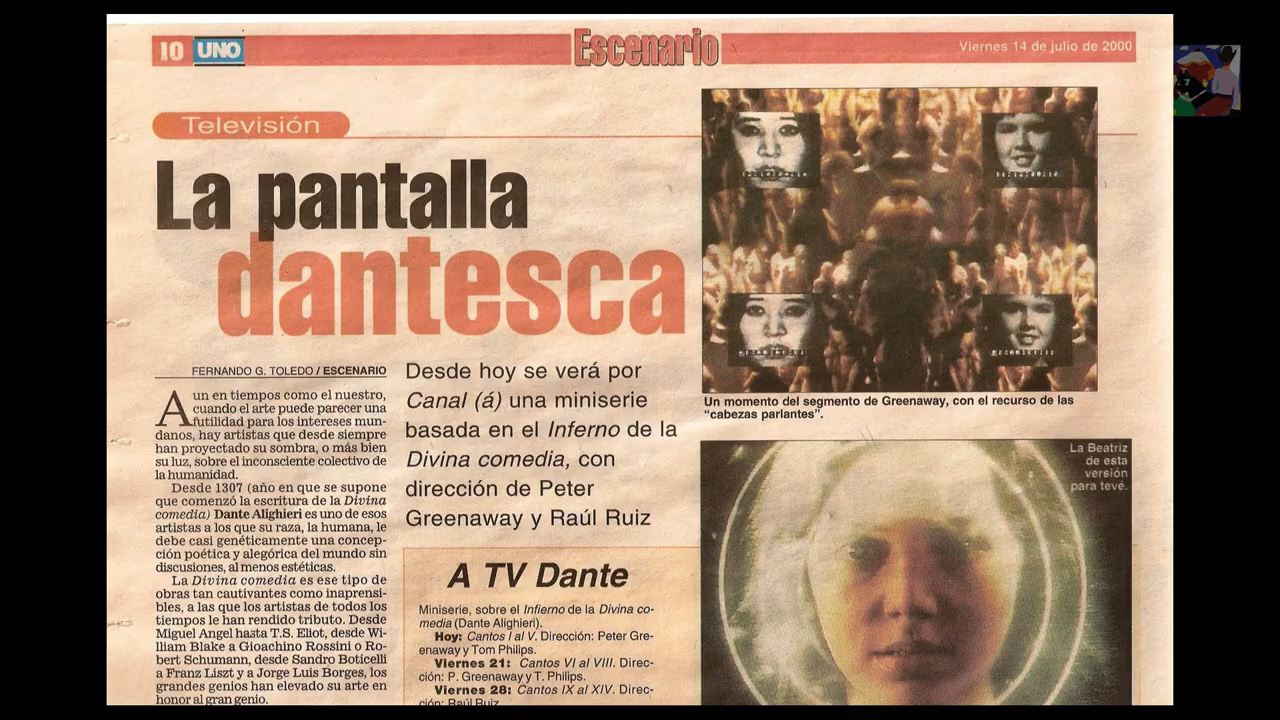 10 UNO
Escenario
Viernes 14 de julio de 2000
Televisión
La pantalla
dantesca
FERNANDO G. TOLEDO / ESCENARIO
Aun en tiempos como el nuestro,
cuando el arte puede parecer una
futilidad para los intereses mun-
danos, hay artistas que desde siempre
han proyectado su sombra, o más bien
su luz, sobre el inconsciente colectivo de
la humanidad.
Desde 1307 (año en que se supone
que comenzó la escritura de la Divina
comedia) Dante Alighieri es uno de esos
artistas a los que su raza, la humana, le
debe casi genéticamente una concep-
ción poética y alegórica del mundo sin
discusiones, al menos estéticas.
La Divina comedia es ese tipo de
obras tan cautivantes como inaprensi-
bles, a las que los artistas de todos los
tiempos le han rendido tributo. Desde
Miguel Angel hasta T.S. Eliot, desde Wi-
lliam Blake a Gioachino Rossini o Ro-
bert Schumann, desde Sandro Boticelli
a Franz Liszt y a Jorge Luis Borges, los
grandes genios han elevado su arte en
honor al gran genio.
Desde hoy se verá por
Canal (á) una miniserie
basada en el Inferno de la
Divina comedia, con
dirección de Peter
Greenaway y Raúl Ruiz
A TV Dante
Miniserie, sobre el Infierno de la Divina co-
media (Dante Alighieri).
Hoy: Cantos I al V. Dirección: Peter Gre-
enaway y Tom Philips.
Viernes 21: Cantos VI al VIII. Direc-
ción: P. Greenaway y T. Philips.
Viernes 28: Cantos IX al XIV. Direc-
ción: Raúl Ruiz
Un momento del segmento de Greenaway, con el recurso de las
“cabezas parlantes”.
La Beatriz
de esta
versión
para tevé.